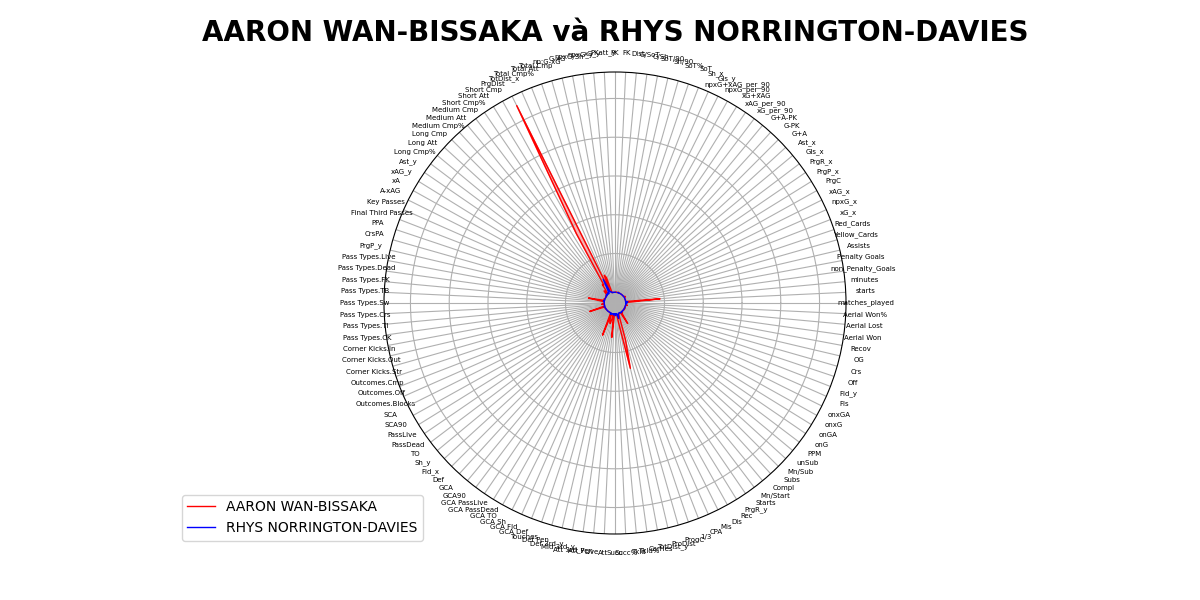 AARON WAN-BISSAKA và RHYS NORRINGTON-DAVIES
FK
Sh_x
Gls_y
npxG+xAG_per_90
npxG_per_90
xG+xAG
xAG_per_90
xG_per_90
G+A-PK
G-PK
G+A
Ast_x
Gls_x
PrgR_x
PrgP_x
PrgC
xAG_x
npxG_x
xG_x
Red_Cards
Yellow_Cards
Assists
Penalty Goals
non_Penalty_Goals
minutes
starts
matches_played
Aerial Won%
Aerial Lost
Aerial Won
Recov
OG
Crs
Off
Fld_y
Fls
onxGA
onxG
onGA
onG
PPM
unSub
Mn/Sub
Subs
Compl
Mn/Start
Starts
PrgR_y
Rec
Dis
Mis
CPA
1/3
ProgC
ProDist
TotDist_y
Touches
GCA Def
GCA Fld
GCA Sh
GCA TO
GCA PassDead
GCA PassLive
GCA90
GCA
Def
Fld_x
Sh_y
TO
PassDead
PassLive
SCA90
SCA
Outcomes.Blocks
Outcomes.Off
Outcomes.Cmp
Corner Kicks.Str
Corner Kicks.Out
Corner Kicks.In
Pass Types.CK
Pass Types.TI
Pass Types.Crs
Pass Types.Sw
Pass Types.TB
Pass Types.FK
Pass Types.Dead
Pass Types.Live
PrgP_y
CrsPA
PPA
Final Third Passes
Key Passes
A-xAG
xA
xAG_y
Ast_y
Long Cmp%
Long Att
Long Cmp
Medium Cmp%
Medium Att
Medium Cmp
Short Cmp%
Short Att
Short Cmp
PrgDist
TotDist_x
Total Cmp%
Total Att
Total Cmp
AARON WAN-BISSAKA
RHYS NORRINGTON-DAVIES